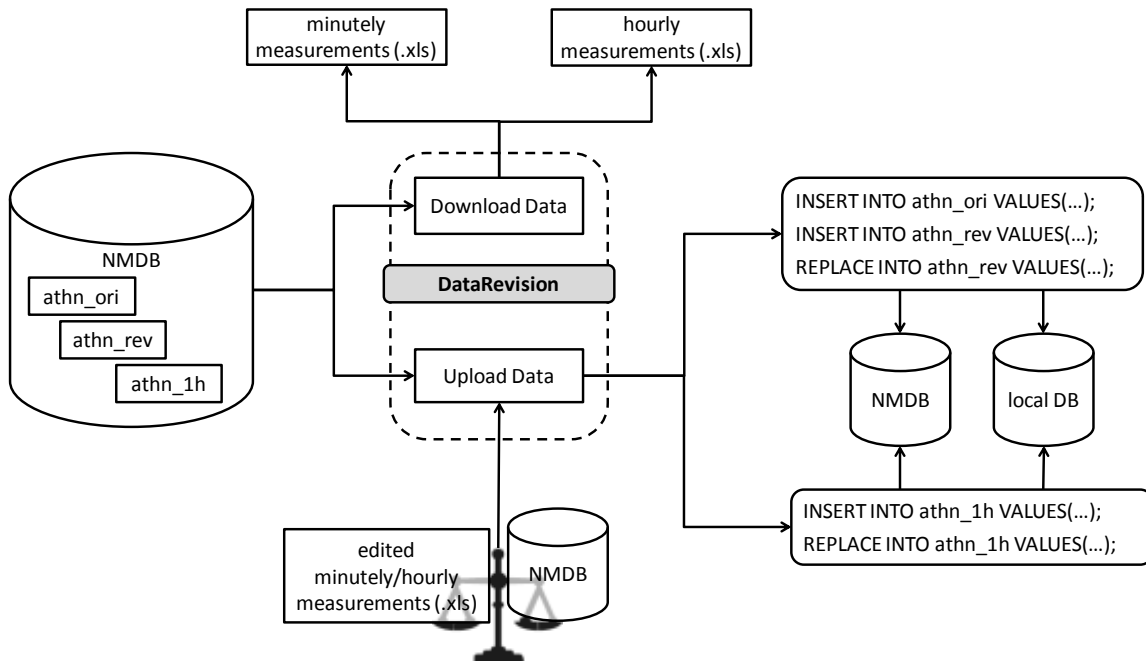 minutely
measurements (.xls)
hourly
measurements (.xls)
NMDB
athn_ori
athn_rev
athn_1h
Download Data
DataRevision
Upload Data
INSERT INTO athn_ori VALUES(...);
INSERT INTO athn_rev VALUES(...);
REPLACE INTO athn_rev VALUES(...);
NMDB
local DB
INSERT INTO athn_1h VALUES(...);
REPLACE INTO athn_1h VALUES(...);
edited
minutely/hourly
measurements (.xls)
NMDB